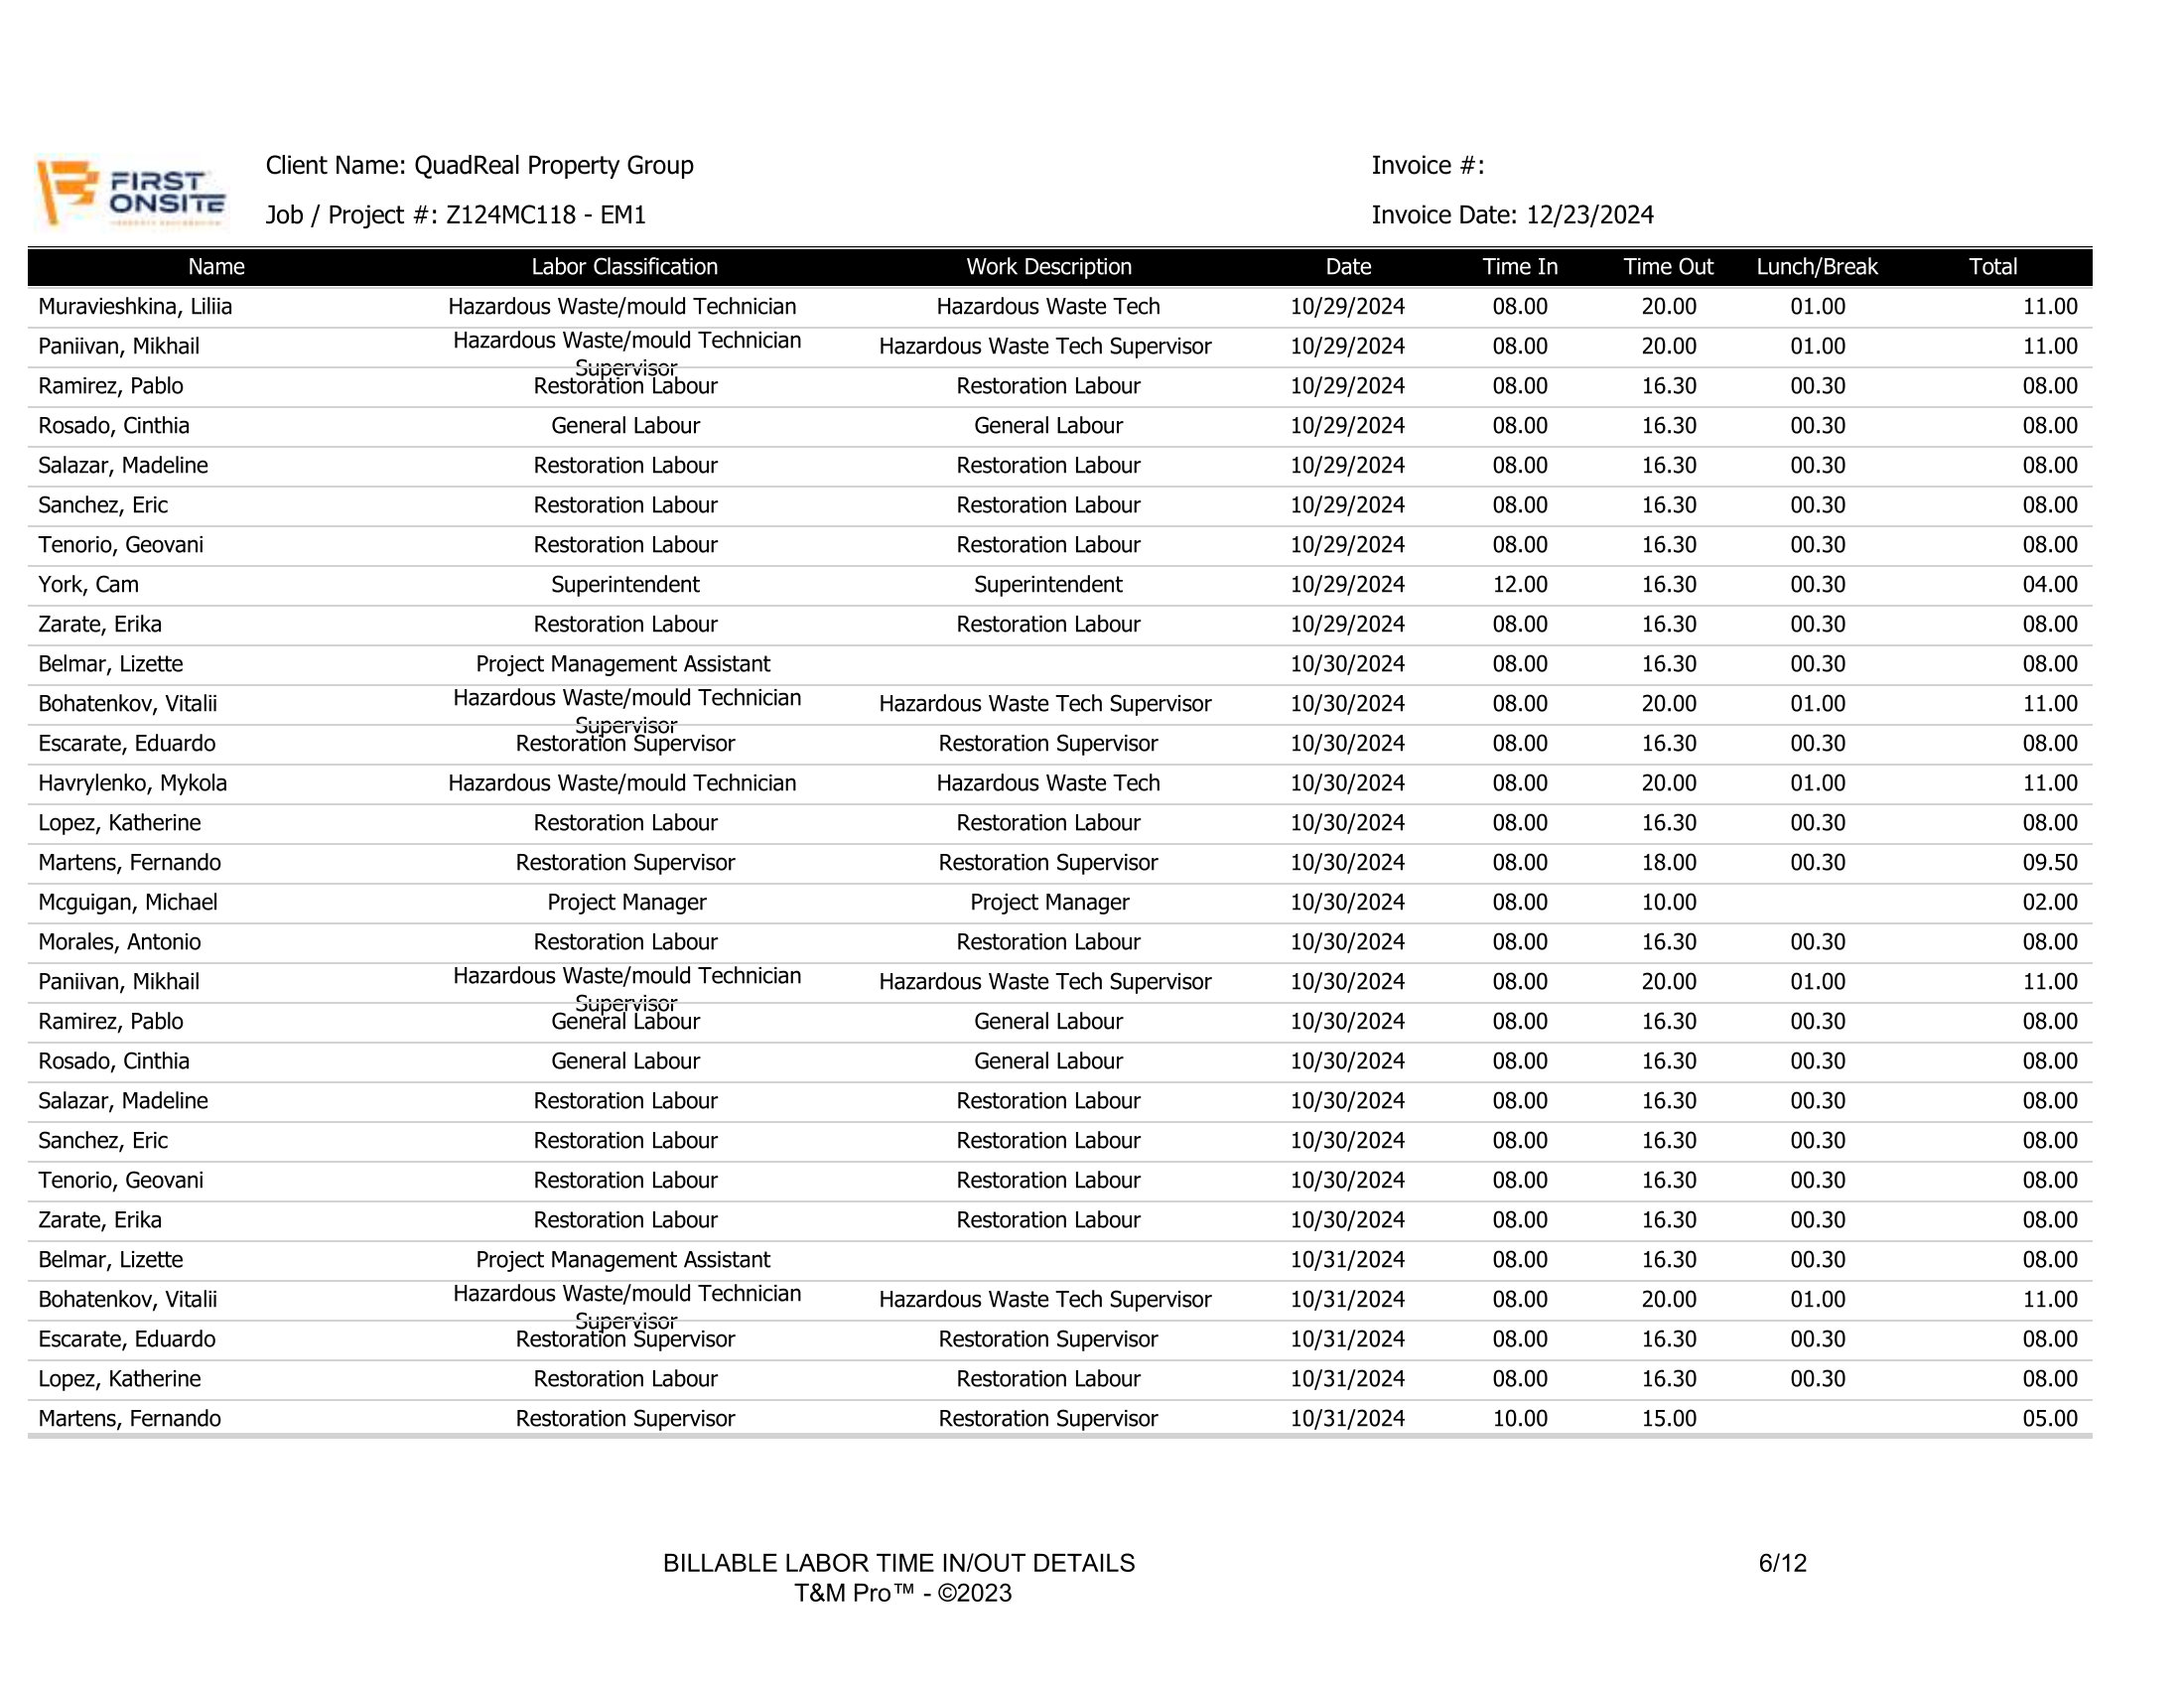 FIRST
ONSITE
Client Name: QuadReal Property Group
Invoice #:
Job / Project #: Z124MC118 - EM1
Invoice Date: 12/23/2024
Name Labor Classification Work Description Date Time In Time Out Lunch/Break Total
Muravieshkina, Liliia Hazardous Waste/mould Technician Hazardous Waste Tech 10/29/2024 08.00 20.00 01.00 11.00
Paniivan, Mikhail Hazardous Waste/mould Technician Supervisor Hazardous Waste Tech Supervisor 10/29/2024 08.00 20.00 01.00 11.00
Ramirez, Pablo Restoration Labour Restoration Labour 10/29/2024 08.00 16.30 00.30 08.00
Rosado, Cinthia General Labour General Labour 10/29/2024 08.00 16.30 00.30 08.00
Salazar, Madeline Restoration Labour Restoration Labour 10/29/2024 08.00 16.30 00.30 08.00
Sanchez, Eric Restoration Labour Restoration Labour 10/29/2024 08.00 16.30 00.30 08.00
Tenorio, Geovani Restoration Labour Restoration Labour 10/29/2024 08.00 16.30 00.30 08.00
York, Cam Superintendent Superintendent 10/29/2024 12.00 16.30 00.30 04.00
Zarate, Erika Restoration Labour Restoration Labour 10/29/2024 08.00 16.30 00.30 08.00
Belmar, Lizette Project Management Assistant 10/30/2024 08.00 16.30 00.30 08.00
Bohatenkov, Vitalii Hazardous Waste/mould Technician Supervisor Hazardous Waste Tech Supervisor 10/30/2024 08.00 20.00 01.00 11.00
Escarate, Eduardo Restoration Supervisor Restoration Supervisor 10/30/2024 08.00 16.30 00.30 08.00
Havrylenko, Mykola Hazardous Waste/mould Technician Hazardous Waste Tech 10/30/2024 08.00 20.00 01.00 11.00
Lopez, Katherine Restoration Labour Restoration Labour 10/30/2024 08.00 16.30 00.30 08.00
Martens, Fernando Restoration Supervisor Restoration Supervisor 10/30/2024 08.00 18.00 00.30 09.50
Mcguigan, Michael Project Manager Project Manager 10/30/2024 08.00 10.00 02.00
Morales, Antonio Restoration Labour Restoration Labour 10/30/2024 08.00 16.30 00.30 08.00
Paniivan, Mikhail Hazardous Waste/mould Technician Supervisor Hazardous Waste Tech Supervisor 10/30/2024 08.00 20.00 01.00 11.00
Ramirez, Pablo General Labour General Labour 10/30/2024 08.00 16.30 00.30 08.00
Rosado, Cinthia General Labour General Labour 10/30/2024 08.00 16.30 00.30 08.00
Salazar, Madeline Restoration Labour Restoration Labour 10/30/2024 08.00 16.30 00.30 08.00
Sanchez, Eric Restoration Labour Restoration Labour 10/30/2024 08.00 16.30 00.30 08.00
Tenorio, Geovani Restoration Labour Restoration Labour 10/30/2024 08.00 16.30 00.30 08.00
Zarate, Erika Restoration Labour Restoration Labour 10/30/2024 08.00 16.30 00.30 08.00
Belmar, Lizette Project Management Assistant 10/31/2024 08.00 16.30 00.30 08.00
Bohatenkov, Vitalii Hazardous Waste/mould Technician Supervisor Hazardous Waste Tech Supervisor 10/31/2024 08.00 20.00 01.00 11.00
Escarate, Eduardo Restoration Supervisor Restoration Supervisor 10/31/2024 08.00 16.30 00.30 08.00
Lopez, Katherine Restoration Labour Restoration Labour 10/31/2024 08.00 16.30 00.30 08.00
Martens, Fernando Restoration Supervisor Restoration Supervisor 10/31/2024 10.00 15.00 05.00
BILLABLE LABOR TIME IN/OUT DETAILS 6/12
T&M Pro™ - ©2023